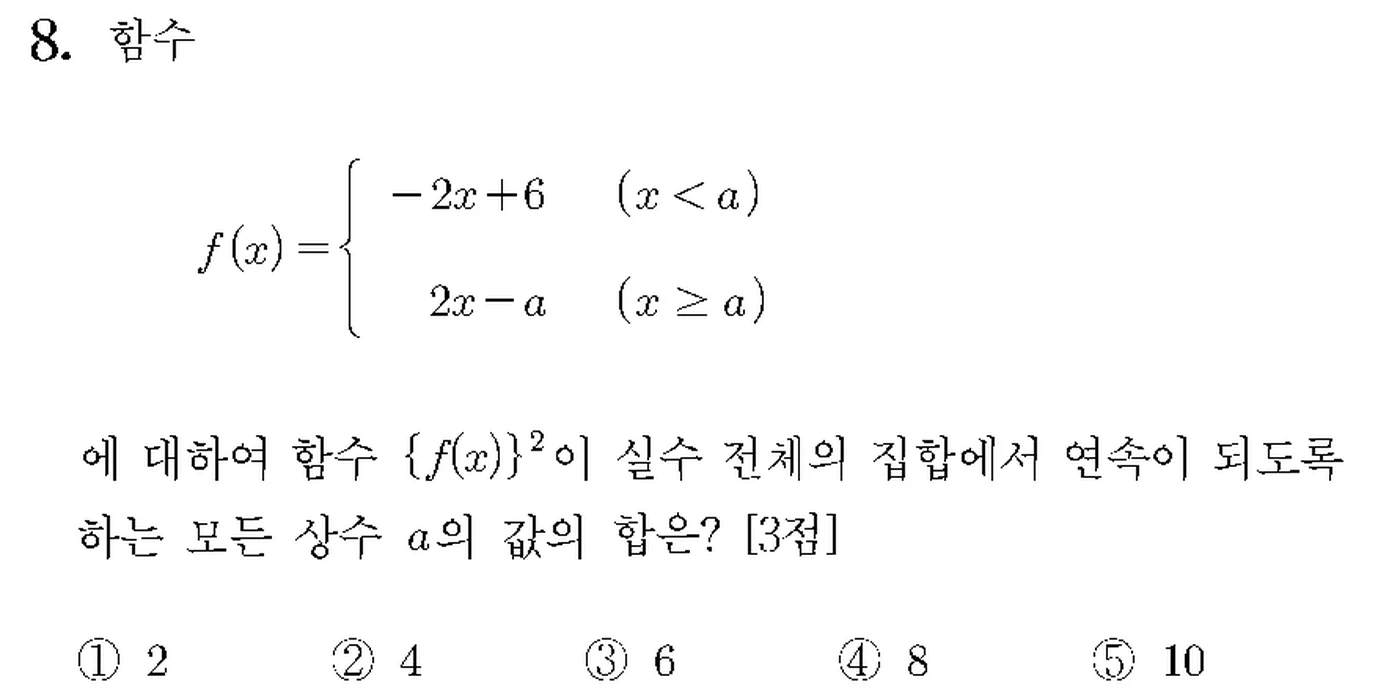 8. 함수
f(x) = { -2x+6 (x < a)
2x-a (x ≥ a)
에 대하여 함수 {f(x)}²이 실수 전체의 집합에서 연속이 되도록
하는 모든 상수 a의 값의 합은? [3점]
① 2 ② 4 ③ 6 ④ 8 ⑤ 10